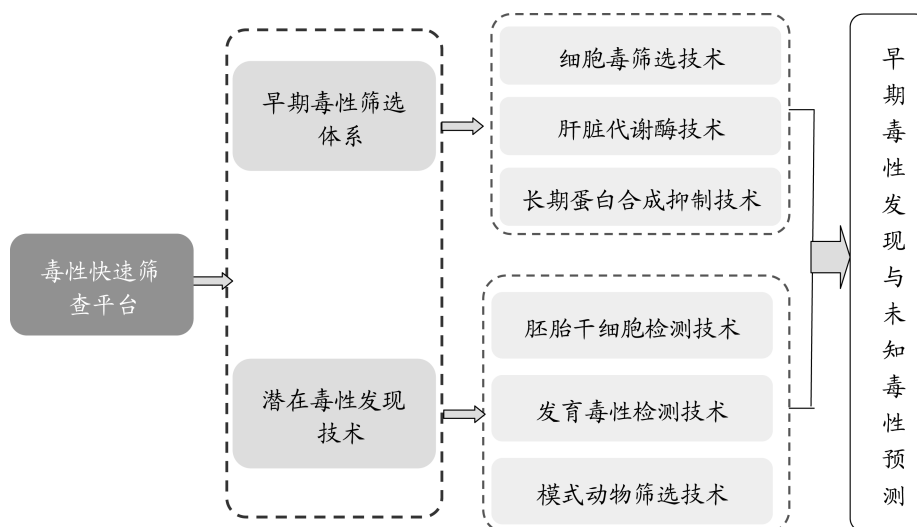 毒性快速筛
查平台
早期毒性筛选
体系
潜在毒性发现
技术
细胞毒筛选技术
肝脏代谢酶技术
长期蛋白合成抑制技术
胚胎干细胞检测技术
发育毒性检测技术
模式动物筛选技术
早期毒性发现与未知毒性预测